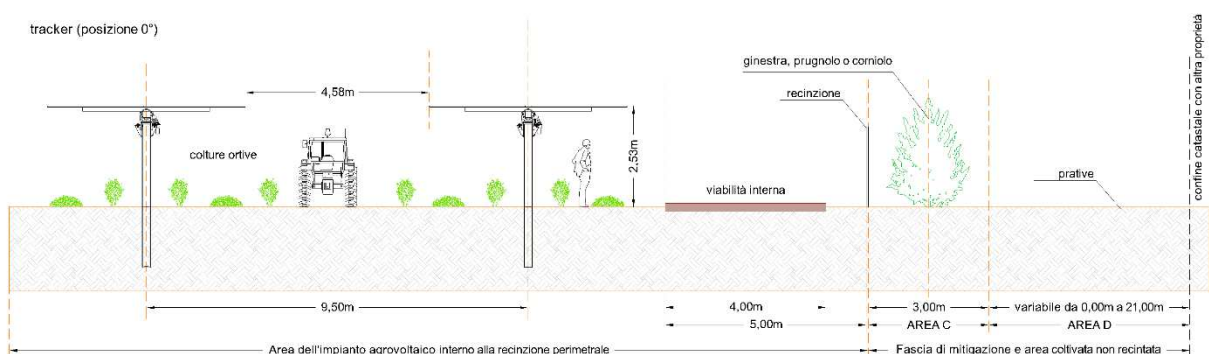 tracker (posizione 0°)
ginestra, prugnolo o corniolo
recinzione
4,58m
colture ortive
2.53m
viabilità interna
prative
confine catastale con altra proprietà
9,50m
4,00m
3,00m
variabile da 0,00m a 21,00m
5,00m
AREA C
AREA D
Area dell'impianto agrovoltaico interno alla recinzione perimetrale
Fascia di mitigazione e area coltivata non recintata